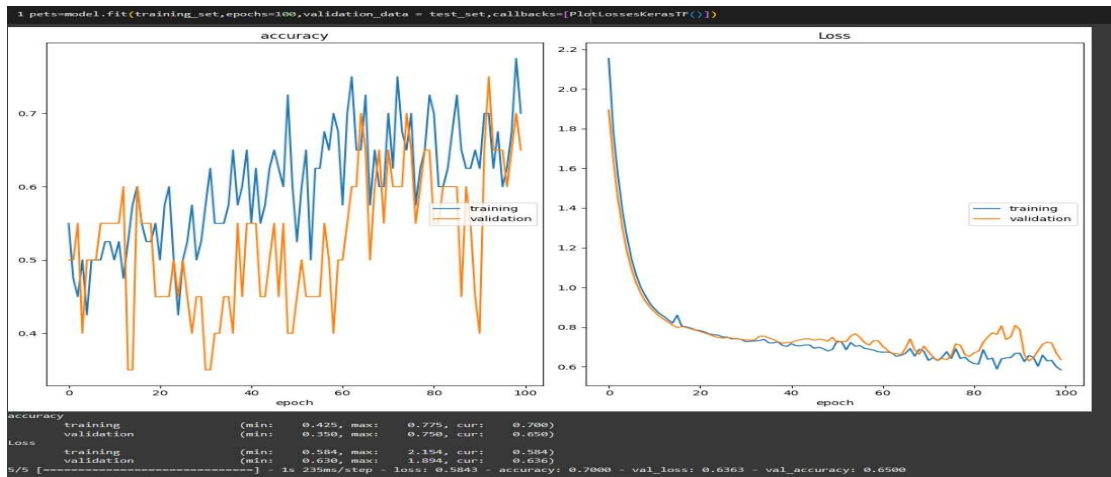 1 pets=model.fit(training_set,epochs=100,validation_data = test_set,callbacks=[PlotLossesKerasTF()])
accuracy
Loss
2.2
2.0
1.8
1.6
1.4
1.2
1.0
0.8
0.6
0.7
0.6
0.5
0.4
training
validation
training
validation
0 20 40 60 80 100
0 20 40 60 80 100
epoch
epoch
accuracy
training (min: 0.425, max: 0.775, cur: 0.700)
validation (min: 0.350, max: 0.750, cur: 0.650)
Loss
training (min: 0.584, max: 2.154, cur: 0.584)
validation (min: 0.630, max: 1.894, cur: 0.636)
5/5 [==============================] - 1s 235ms/step - loss: 0.5843 - accuracy: 0.7000 - val_loss: 0.6363 - val_accuracy: 0.6500